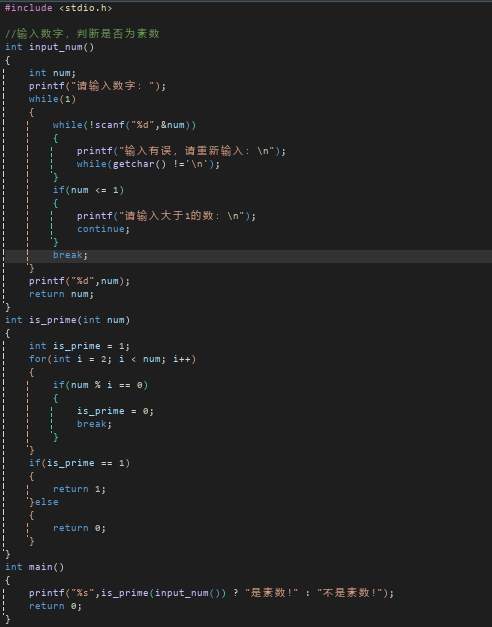 #include <stdio.h>

//输入数字, 判断是否为素数
int input_num()
{
    int num;
    printf("请输入数字: ");
    while(1)
    {
        while(!scanf("%d",&num))
        {
            printf("输入有误, 请重新输入: \n");
            while(getchar() !='\n');
        }
        if(num <= 1)
        {
            printf("请输入大于1的数: \n");
            continue;
        }
        break;
    }
    printf("%d",num);
    return num;
}
int is_prime(int num)
{
    int is_prime = 1;
    for(int i = 2; i < num; i++)
    {
        if(num % i == 0)
        {
            is_prime = 0;
            break;
        }
    }
    if(is_prime == 1)
    {
        return 1;
    }else
    {
        return 0;
    }
}
int main()
{
    printf("%s",is_prime(input_num()) ? "是素数!" : "不是素数!");
    return 0;
}